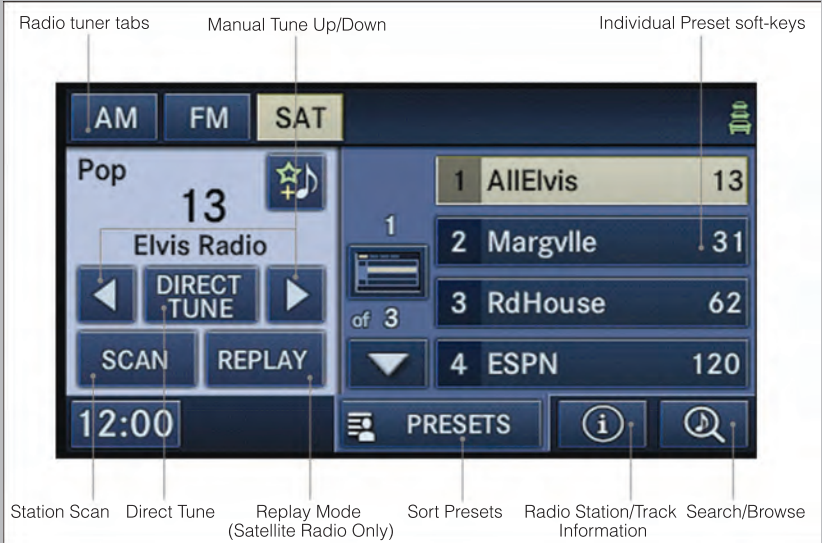 Radio tuner tabs
Manual Tune Up/Down
Individual Preset soft-keys
AM
FM
SAT
Pop
13
Elvis Radio
DIRECT
TUNE
SCAN
REPLAY
12:00
1
of 3
1 AllElvis 13
2 Margvlle 31
3 RdHouse 62
4 ESPN 120
PRESETS
i
Station Scan
Direct Tune
Replay Mode
(Satellite Radio Only)
Sort Presets
Radio Station/Track
Information
Search/Browse